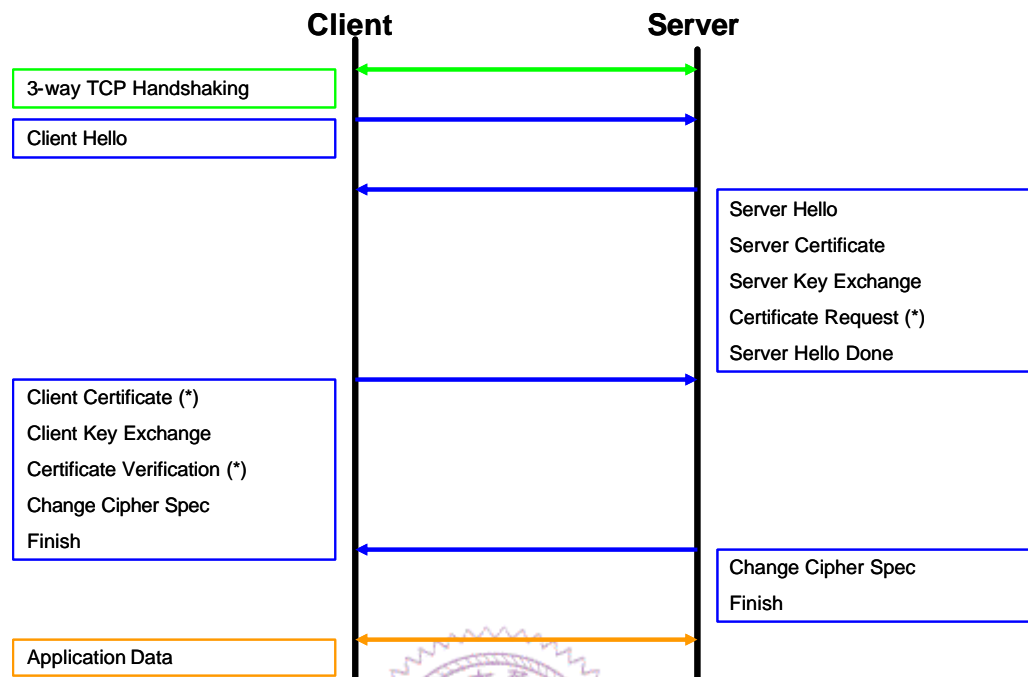 Client Server
3-way TCP Handshaking
Client Hello
Server Hello
Server Certificate
Server Key Exchange
Certificate Request (*)
Server Hello Done
Client Certificate (*)
Client Key Exchange
Certificate Verification (*)
Change Cipher Spec
Finish
Change Cipher Spec
Finish
Application Data